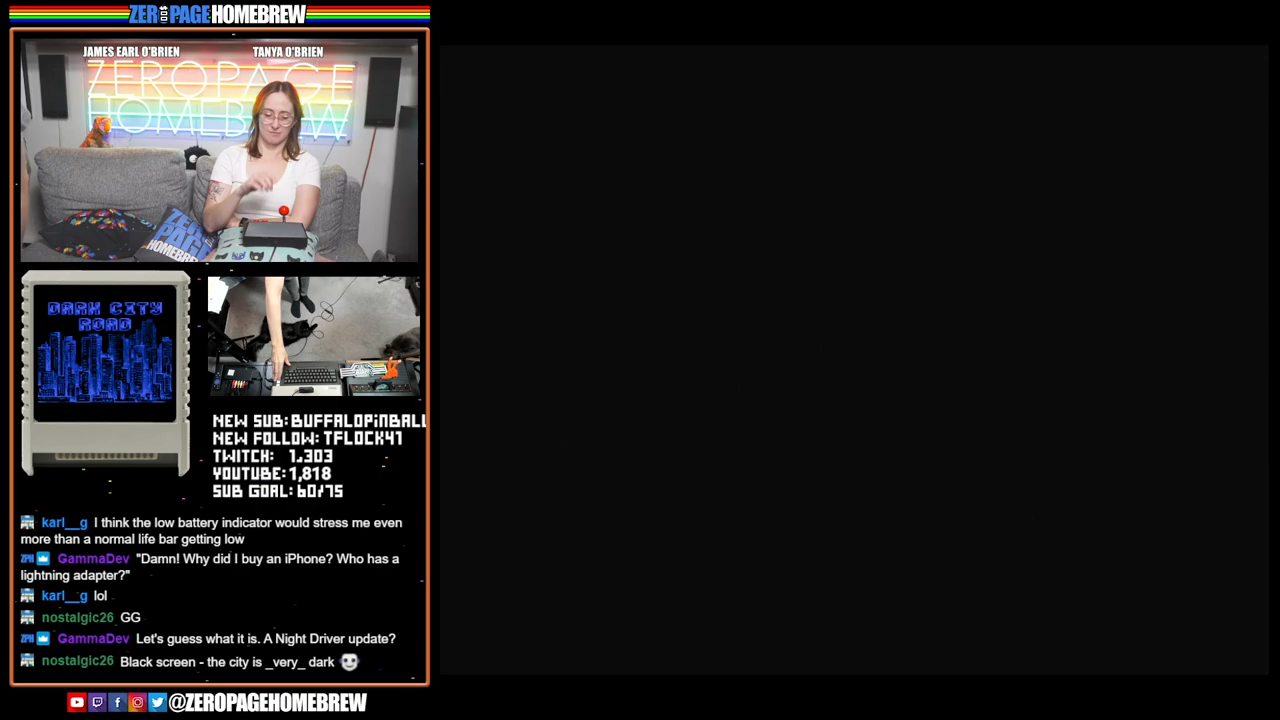 ZER PAGEHOMEBREW
JAMES EARL O'BRIEN
TANYA O'BRIEN
ZEROPAGE
HOMEBREW
ZERO
PAGE
HOMEBREW
DARK CITY
ROAD
NEW SUB: BUFFALOPINBALL
NEW FOLLOW: TFLOCK41
TWITCH: 1,303
YOUTUBE: 1,818
SUB GOAL: 60/75
karl__g I think the low battery indicator would stress me even
more than a normal life bar getting low
ZPH GammaDev "Damn! Why did I buy an iPhone? Who has a
lightning adapter?"
karl__g lol
nostalgic26 GG
ZPH GammaDev Let's guess what it is. A Night Driver update?
nostalgic26 Black screen - the city is _very_ dark
@ZEROPAGEHOMEBREW